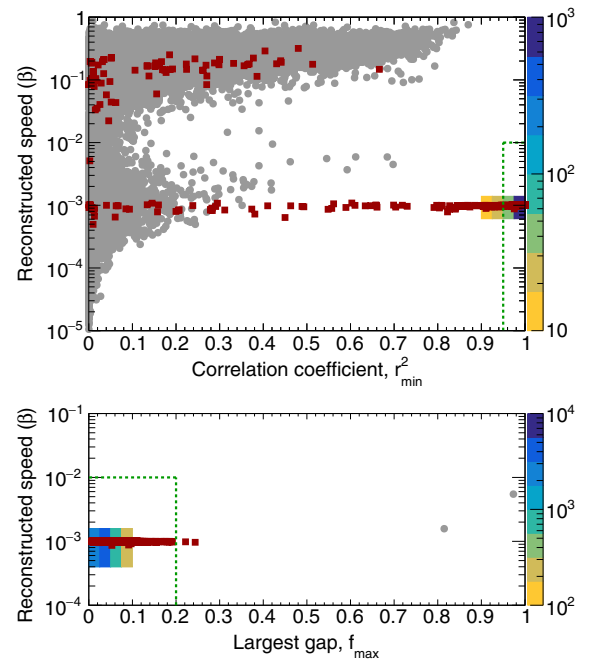 1
10⁻¹
10⁻²
10⁻³
10⁻⁴
10⁻⁵
Reconstructed speed (β)
0 0.1 0.2 0.3 0.4 0.5 0.6 0.7 0.8 0.9 1
Correlation coefficient, r²min
10³
10²
10
10⁻¹
10⁻²
10⁻³
10⁻⁴
Reconstructed speed (β)
0 0.1 0.2 0.3 0.4 0.5 0.6 0.7 0.8 0.9 1
Largest gap, fmax
10⁴
10³
10²